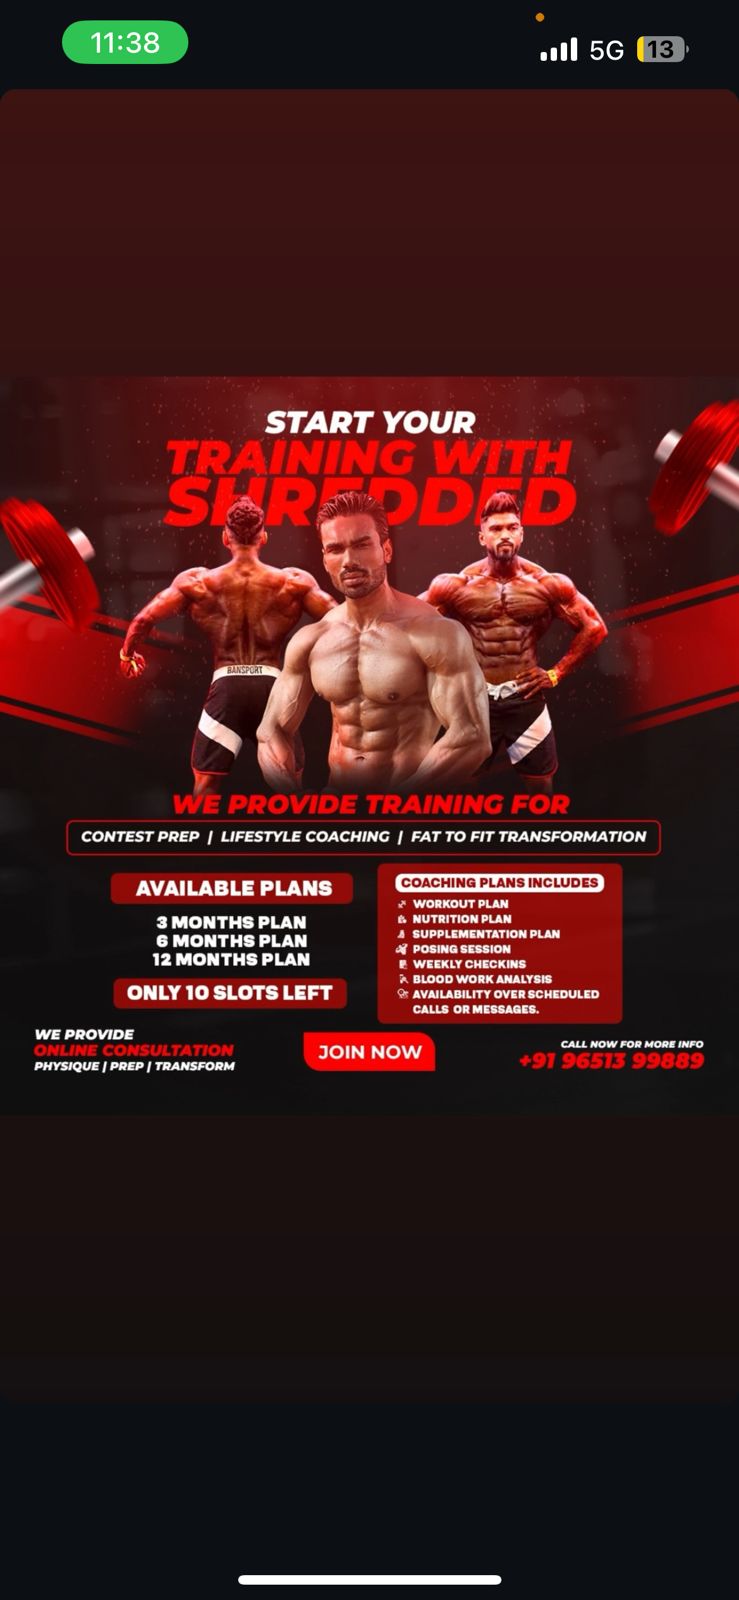 11:38
5G 13
START YOUR
TRAINING WITH
SHREDDED
BANSPORT
WE PROVIDE TRAINING FOR
CONTEST PREP | LIFESTYLE COACHING | FAT TO FIT TRANSFORMATION
AVAILABLE PLANS
3 MONTHS PLAN
6 MONTHS PLAN
12 MONTHS PLAN
ONLY 10 SLOTS LEFT
COACHING PLANS INCLUDES
WORKOUT PLAN
NUTRITION PLAN
SUPPLEMENTATION PLAN
POSING SESSION
WEEKLY CHECKINS
BLOOD WORK ANALYSIS
AVAILABILITY OVER SCHEDULED
CALLS OR MESSAGES.
WE PROVIDE
ONLINE CONSULTATION
PHYSIQUE | PREP | TRANSFORM
JOIN NOW
CALL NOW FOR MORE INFO
+91 96513 99889